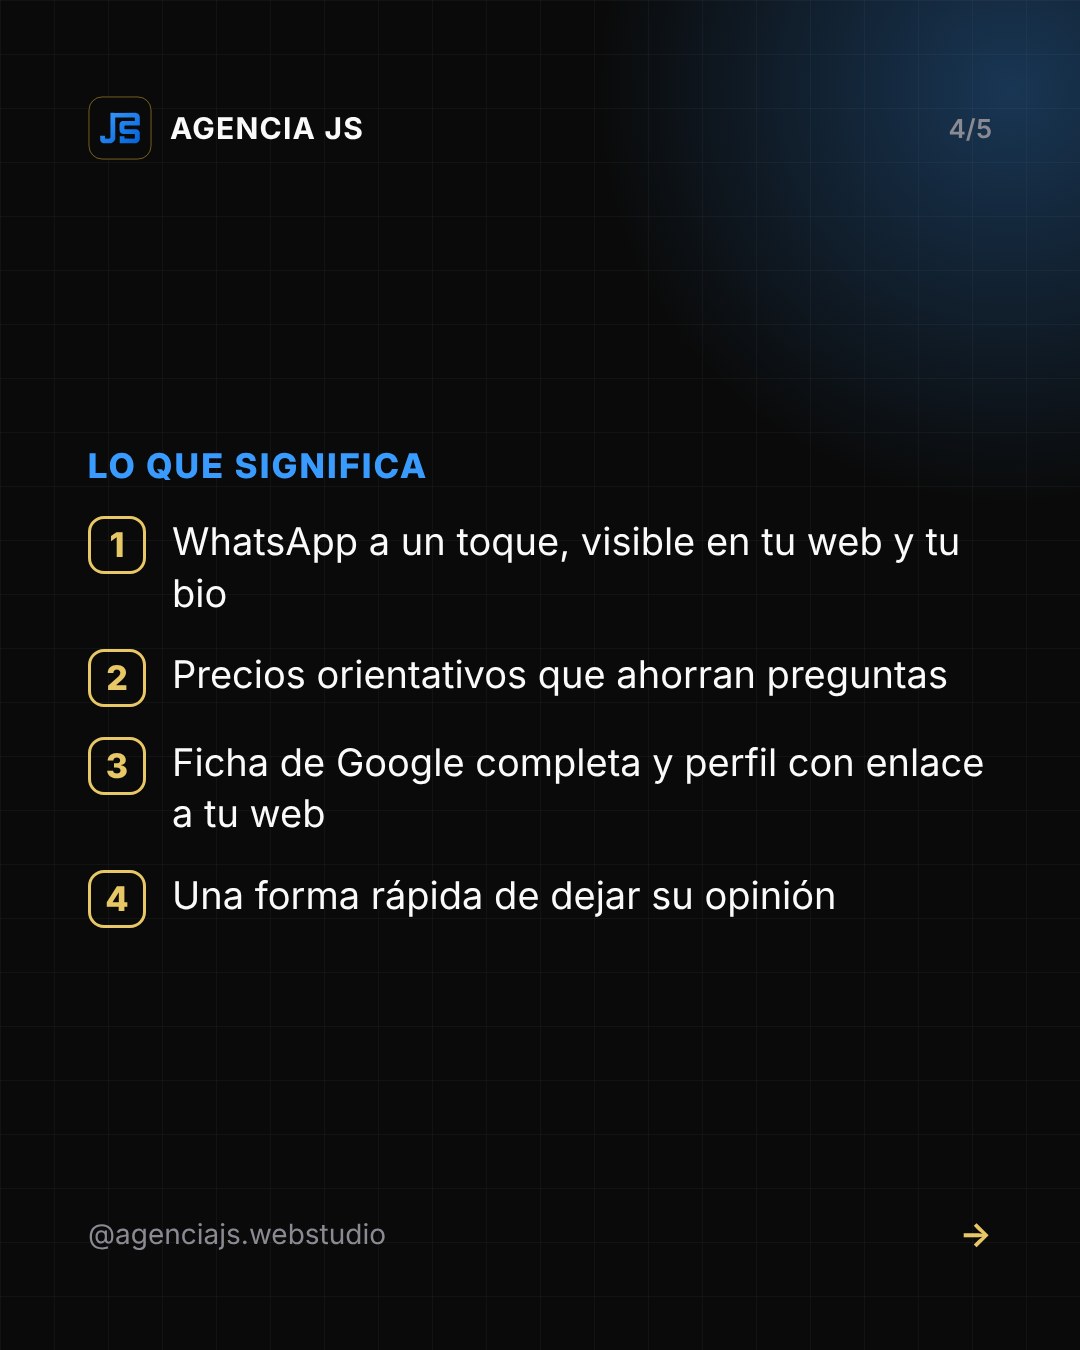 JS AGENCIA JS
4/5
LO QUE SIGNIFICA
1 WhatsApp a un toque, visible en tu web y tu
bio
2 Precios orientativos que ahorran preguntas
3 Ficha de Google completa y perfil con enlace
a tu web
4 Una forma rápida de dejar su opinión
@agenciajs.webstudio →